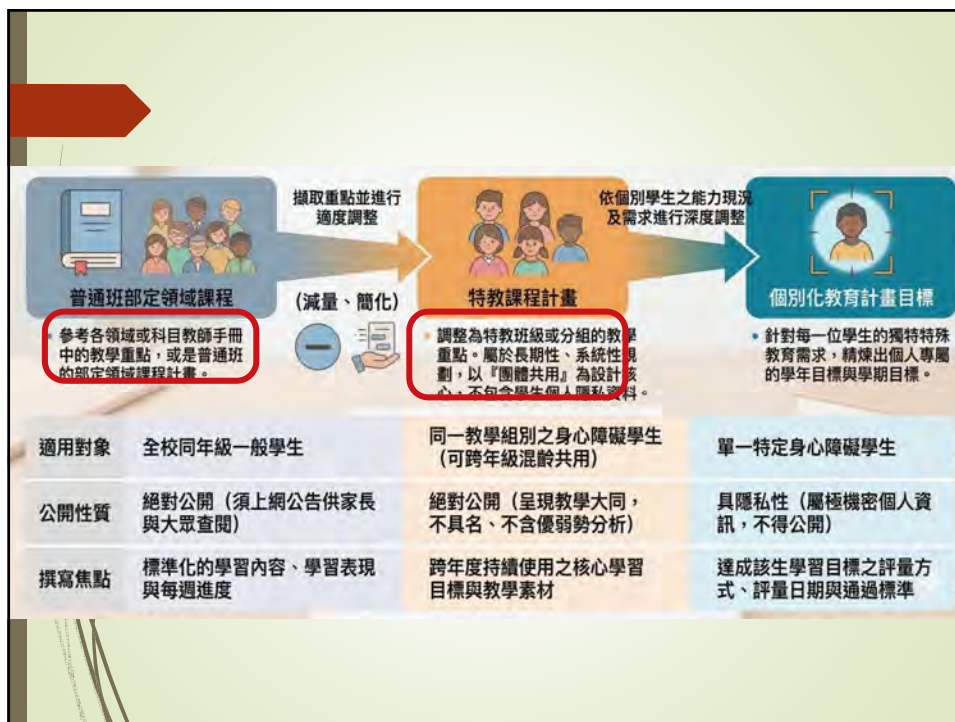 擷取重點並進行
適度調整
依個別學生之能力現況
及需求進行深度調整
普通班部定領域課程
(減量、簡化)
特教課程計畫
個別化教育計畫目標
• 參考各領域或科目教師手冊
中的教學重點,或是普通班
的部定領域課程計畫。
• 調整為特教班級或分組的教學
重點。屬於長期性、系統性規
劃,以『團體共用』為設計核
心,不包含學生個人隱私資料。
• 針對每一位學生的獨特特殊
教育需求,精煉出個人專屬
的學年目標與學期目標。
適用對象
全校同年級一般學生
同一教學組別之身心障礙學生
(可跨年級混齡共用)
單一特定身心障礙學生
公開性質
絕對公開(須上網公告供家長
與大眾查閱)
絕對公開(呈現教學大同,
不具名、不含優弱勢分析)
具隱私性(屬極機密個人資
訊,不得公開)
撰寫焦點
標準化的學習內容、學習表現
與每週進度
跨年度持續使用之核心學習
目標與教學素材
達成該生學習目標之評量方
式、評量日期與通過標準